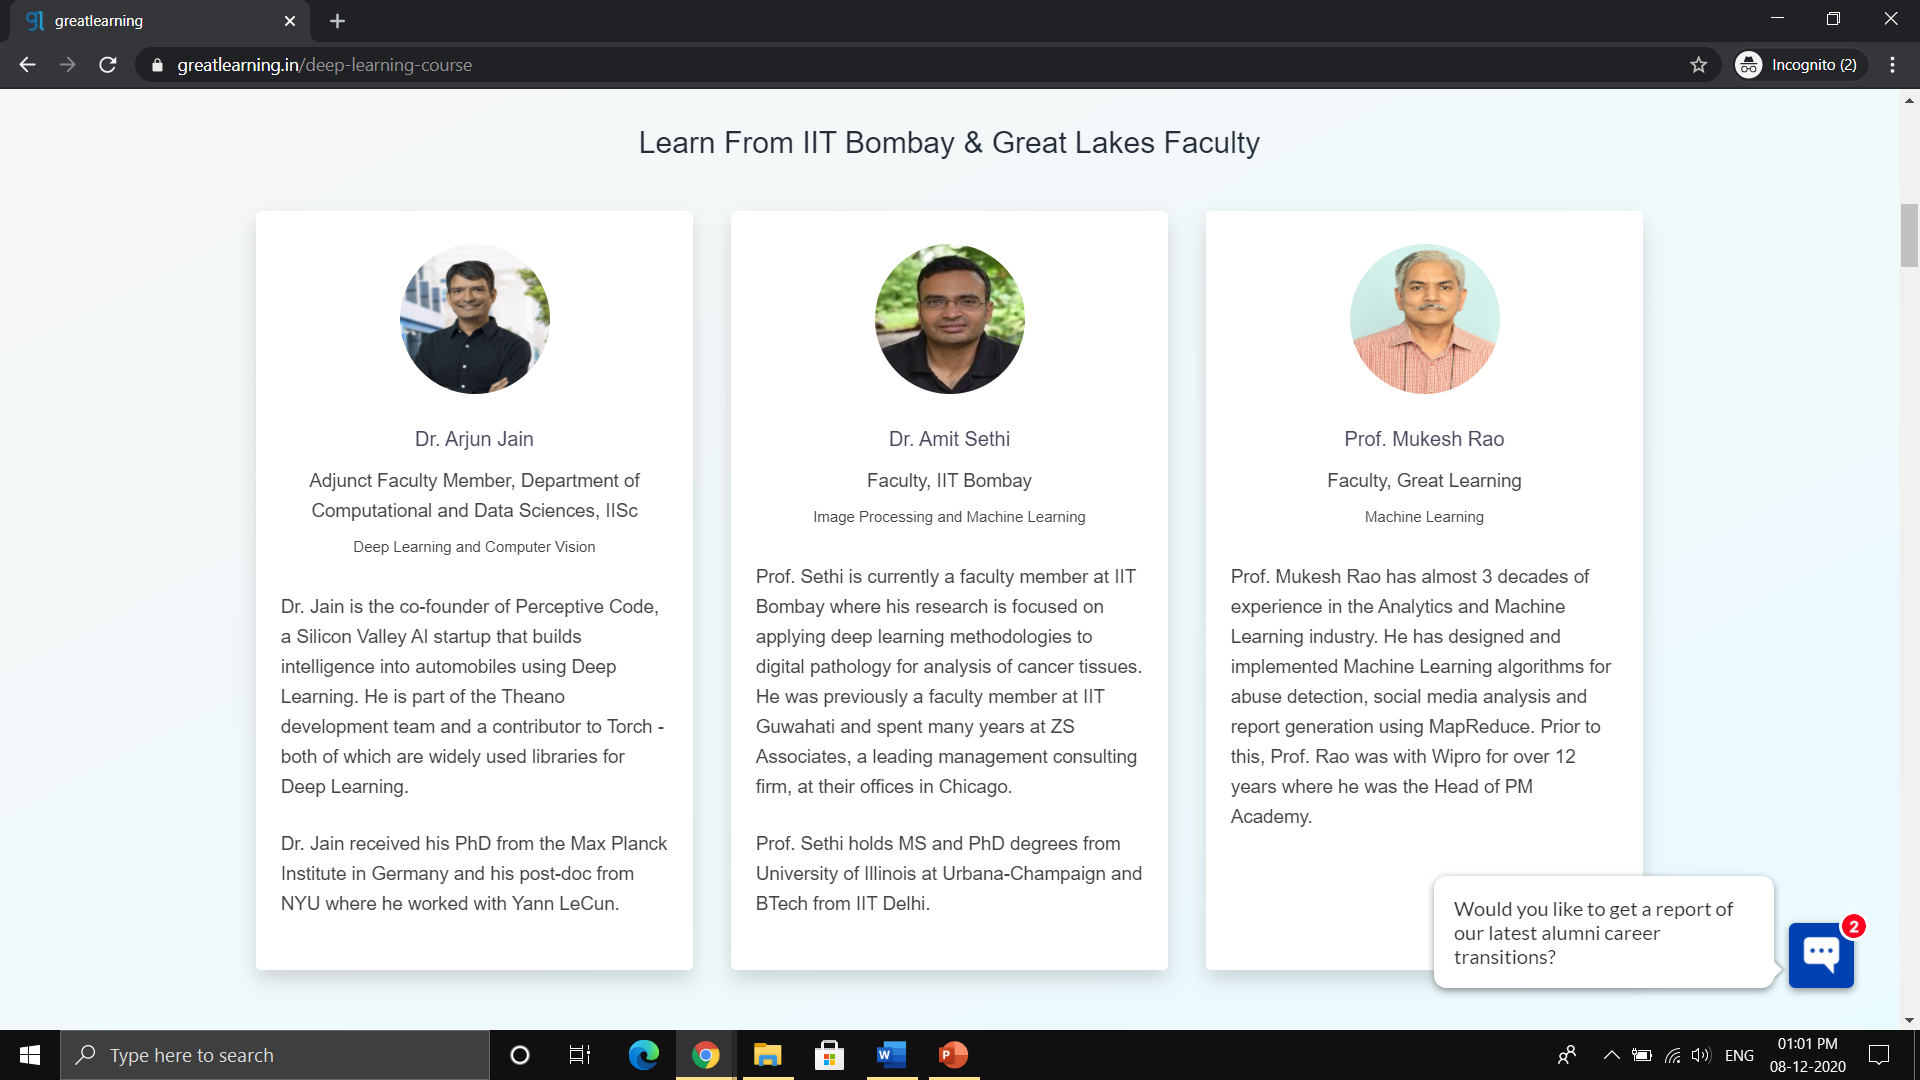 greatlearning
greatlearning.in/deep-learning-course
Incognito (2)
Learn From IIT Bombay & Great Lakes Faculty
Dr. Arjun Jain
Adjunct Faculty Member, Department of
Computational and Data Sciences, IISc
Deep Learning and Computer Vision
Dr. Jain is the co-founder of Perceptive Code,
a Silicon Valley AI startup that builds
intelligence into automobiles using Deep
Learning. He is part of the Theano
development team and a contributor to Torch -
both of which are widely used libraries for
Deep Learning.
Dr. Jain received his PhD from the Max Planck
Institute in Germany and his post-doc from
NYU where he worked with Yann LeCun.
Dr. Amit Sethi
Faculty, IIT Bombay
Image Processing and Machine Learning
Prof. Sethi is currently a faculty member at IIT
Bombay where his research is focused on
applying deep learning methodologies to
digital pathology for analysis of cancer tissues.
He was previously a faculty member at IIT
Guwahati and spent many years at ZS
Associates, a leading management consulting
firm, at their offices in Chicago.
Prof. Sethi holds MS and PhD degrees from
University of Illinois at Urbana-Champaign and
BTech from IIT Delhi.
Prof. Mukesh Rao
Faculty, Great Learning
Machine Learning
Prof. Mukesh Rao has almost 3 decades of
experience in the Analytics and Machine
Learning industry. He has designed and
implemented Machine Learning algorithms for
abuse detection, social media analysis and
report generation using MapReduce. Prior to
this, Prof. Rao was with Wipro for over 12
years where he was the Head of PM
Academy.
Would you like to get a report of
our latest alumni career
transitions?
2
Type here to search
ENG
01:01 PM
08-12-2020